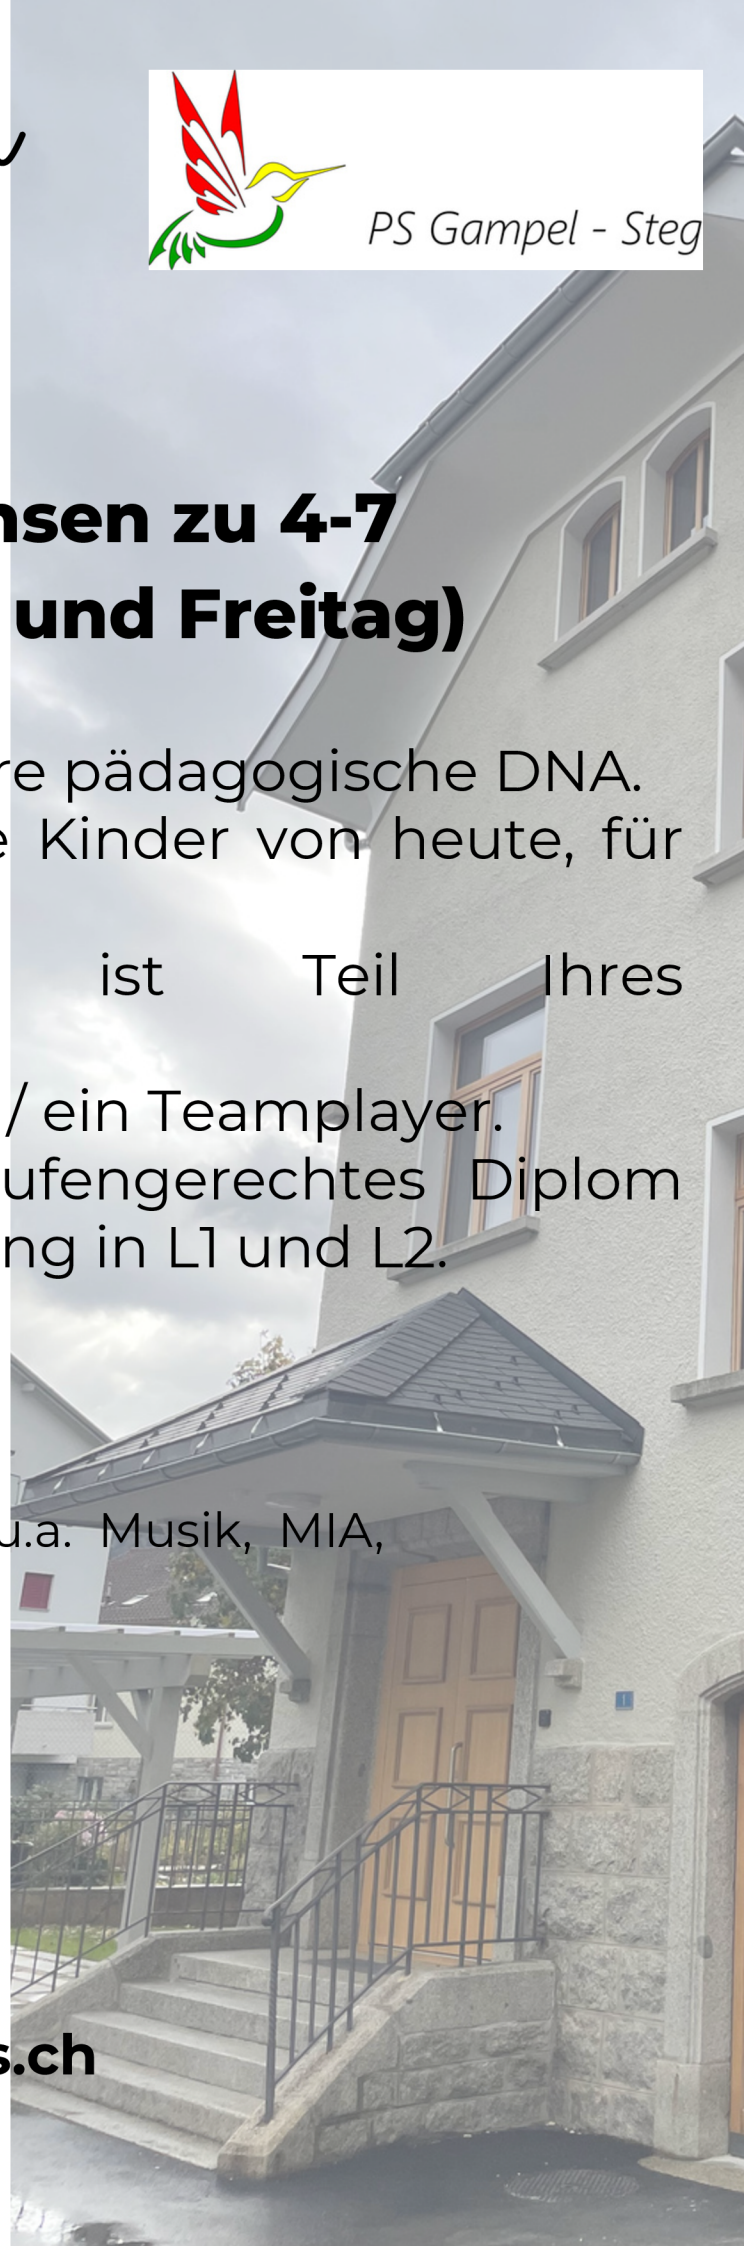 PS Gampel - Steg
nsen zu 4-7
und Freitag)
re pädagogische DNA.
e Kinder von heute, für
ist Teil Ihres
/ ein Teamplayer.
ufengerechtes Diplom
ng in L1 und L2.
u.a. Musik, MIA,
s.ch